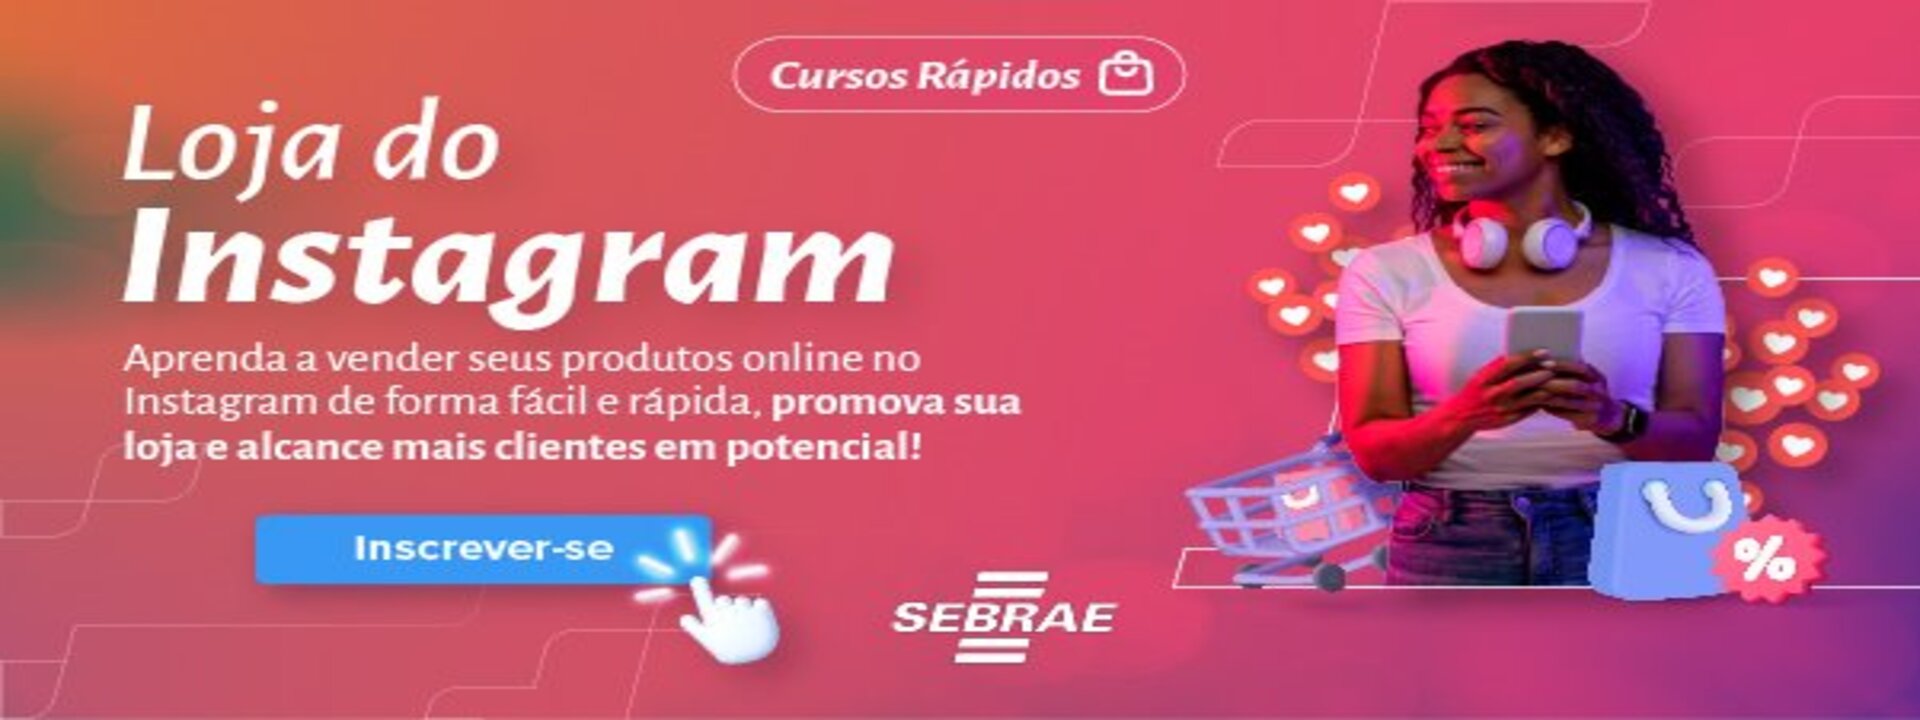 Cursos Rápidos
Loja do
Instagram
Aprenda a vender seus produtos online no
Instagram de forma fácil e rápida, promova sua
loja e alcance mais clientes em potencial!
Inscrever-se
SEBRAE
%